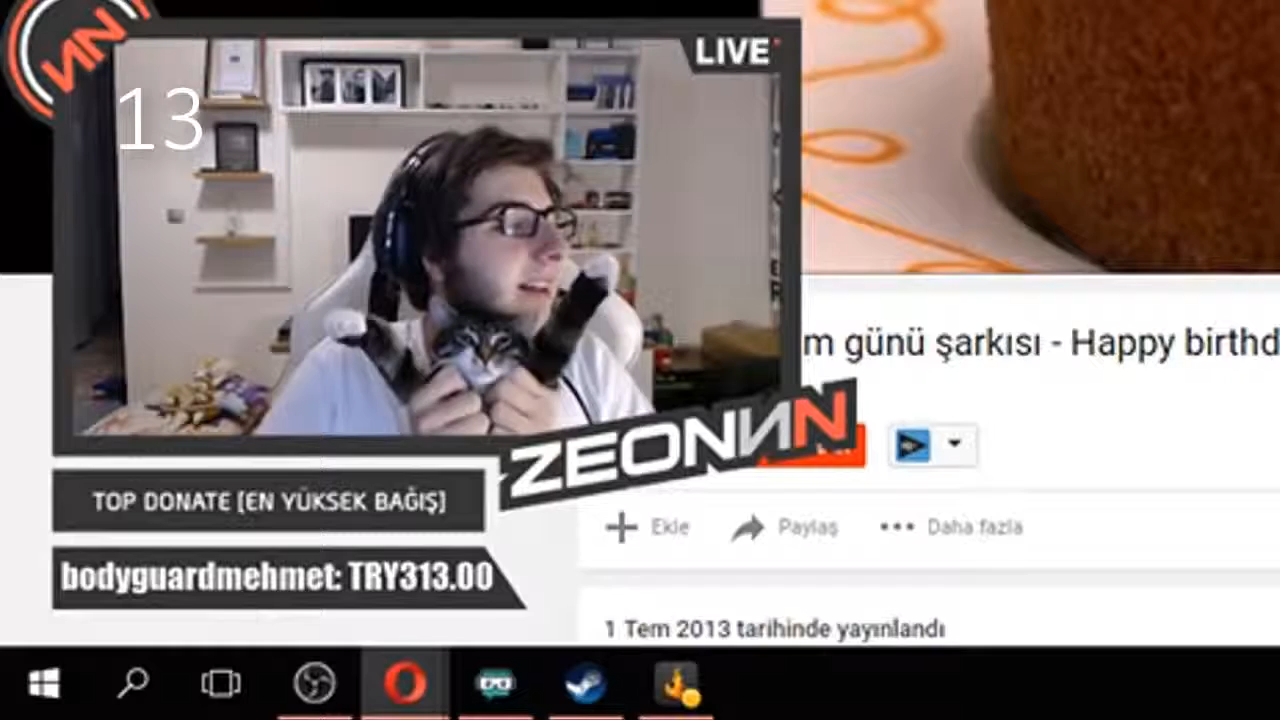 LIVE
13
m günü şarkısı - Happy birthd
ZEONNN
TOP DONATE [EN YÜKSEK BAĞIŞ]
Ekle
Paylaş
Daha fazla
bodyguardmehmet: TRY313.00
1 Tem 2013 tarihinde yayınlandı